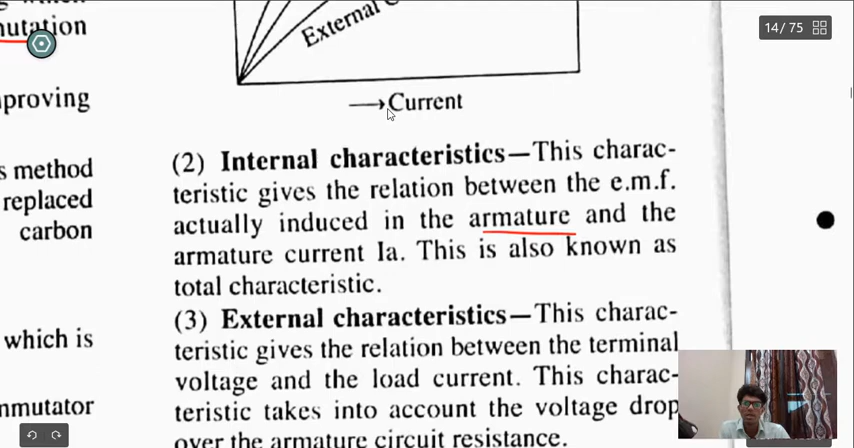 mutation
proving
s method
replaced
carbon
which is
mmutator
External
→Current
(2) Internal characteristics—This charac-
teristic gives the relation between the e.m.f.
actually induced in the armature and the
armature current Ia. This is also known as
total characteristic.
(3) External characteristics—This charac-
teristic gives the relation between the terminal
voltage and the load current. This charac-
teristic takes into account the voltage drop
over the armature circuit resistance.
14 / 75